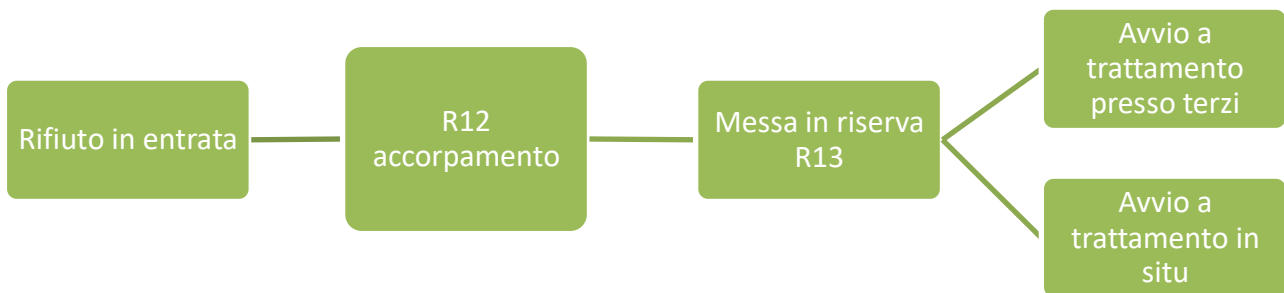 Rifiuto in entrata
R12
accorpamento
Messa in riserva
R13
Avvio a
trattamento
presso terzi
Avvio a
trattamento in
situ